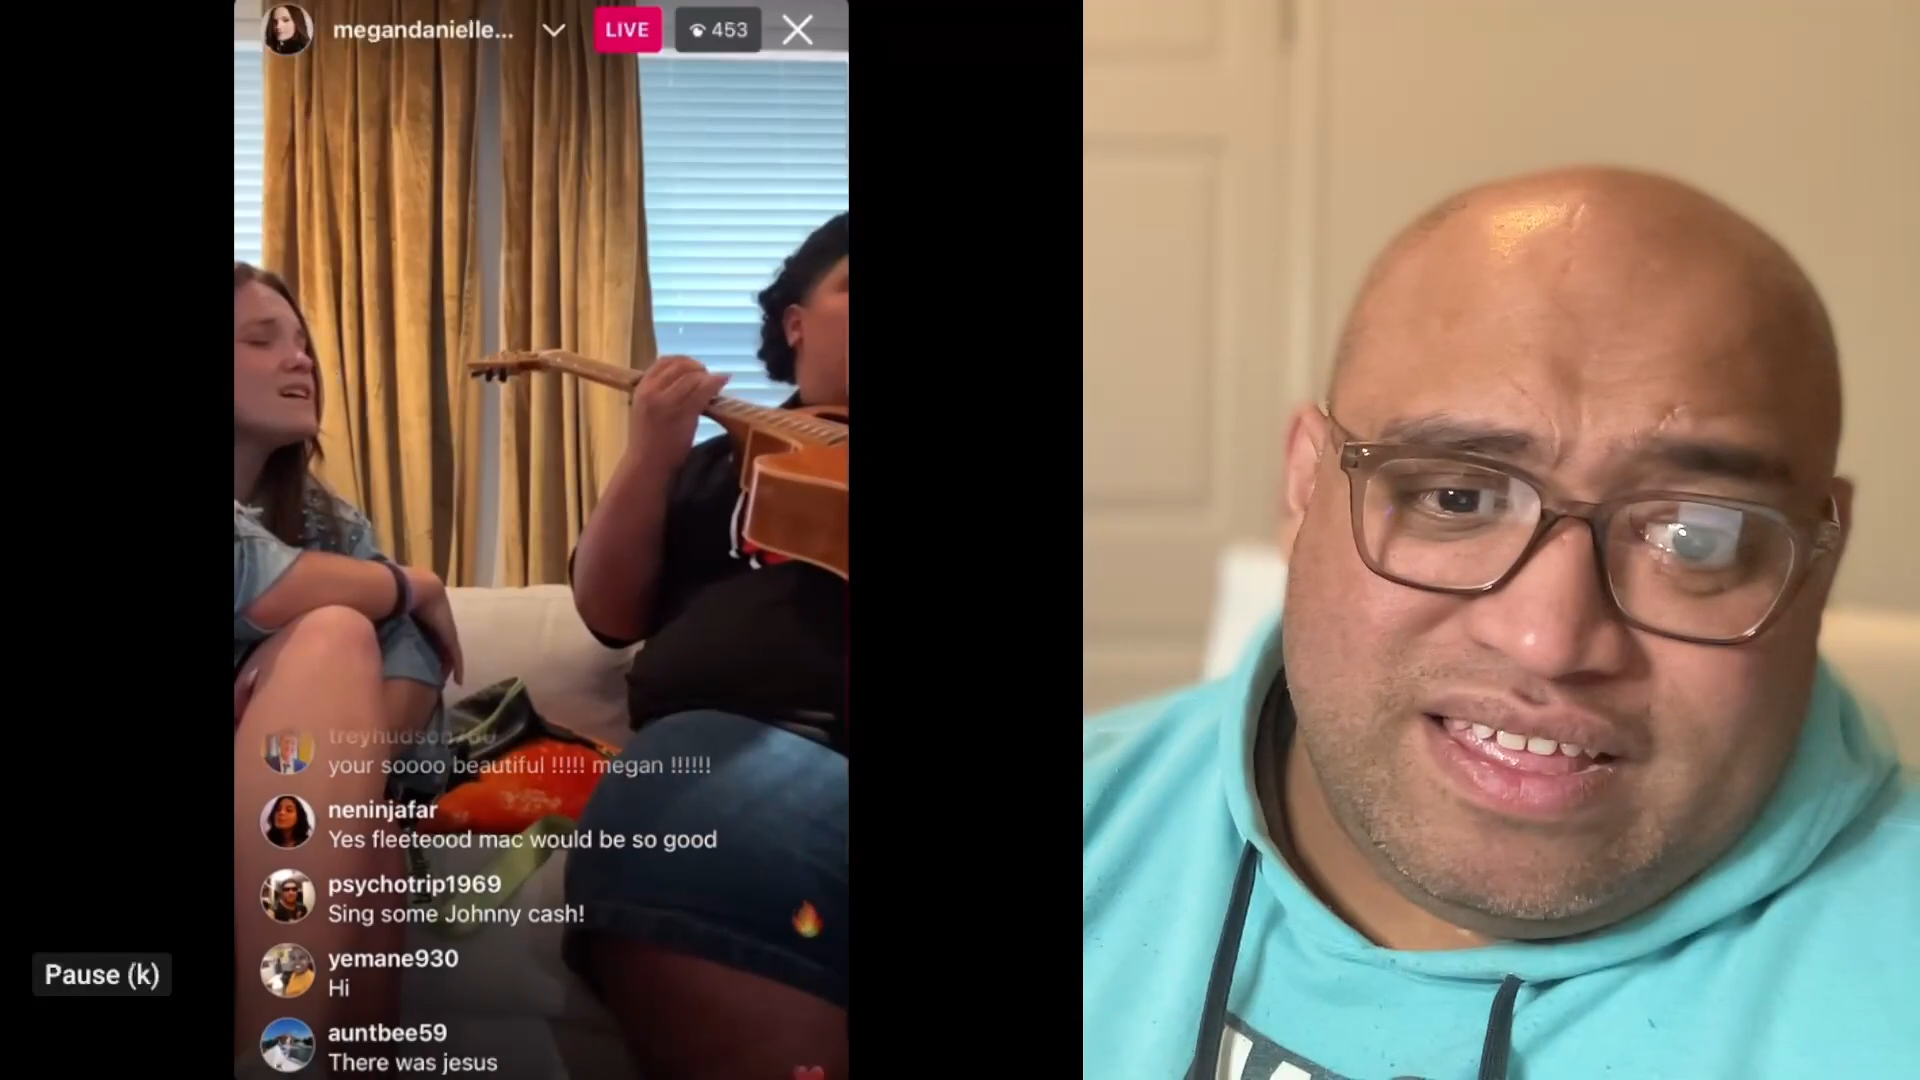 megandanielle...
LIVE
453
treyhudson760
your soooo beautiful !!!!! megan !!!!!!
neninjafar
Yes fleeteood mac would be so good
psychotrip1969
Sing some Johnny cash!
yemane930
Hi
auntbee59
There was jesus
Pause (k)